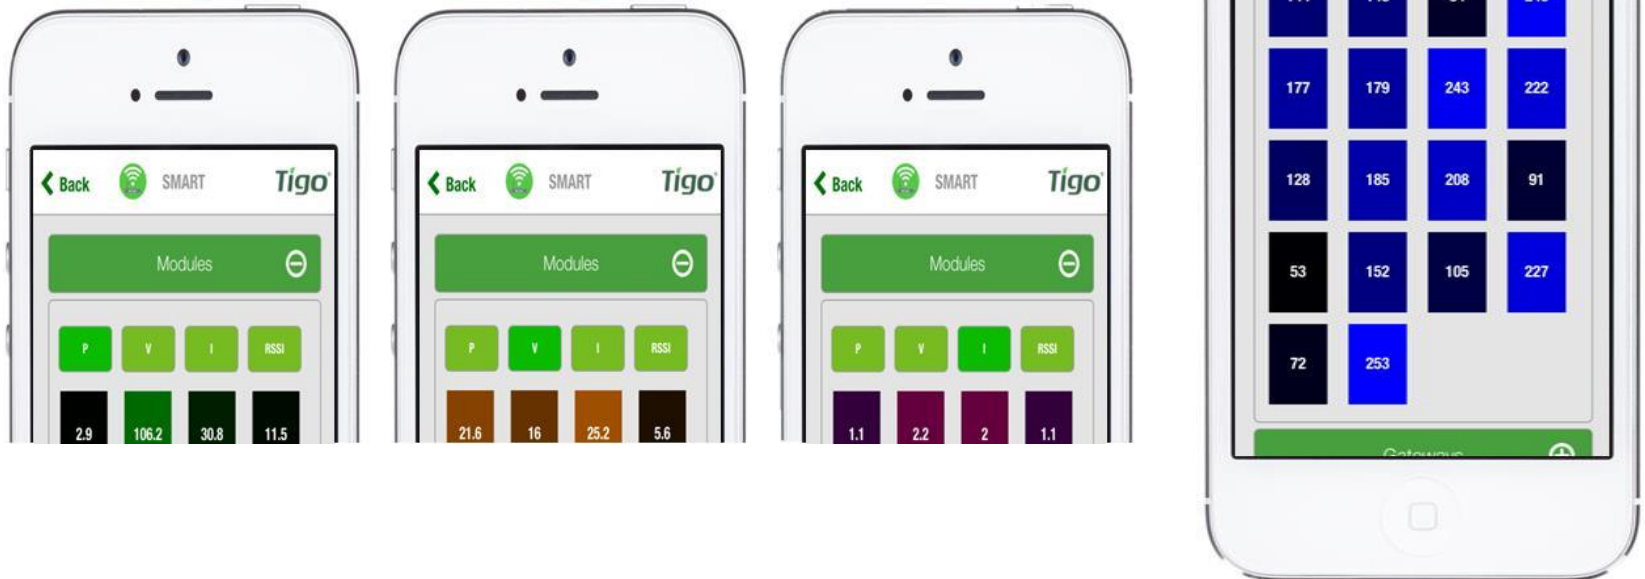 Back SMART Tigo
Modules
P V I RSSI
2.9 106.2 30.8 11.5
Back SMART Tigo
Modules
P V I RSSI
21.6 16 25.2 5.6
Back SMART Tigo
Modules
P V I RSSI
1.1 2.2 2 1.1
177 179 243 222
128 185 208 91
53 152 105 227
72 253
Gateways